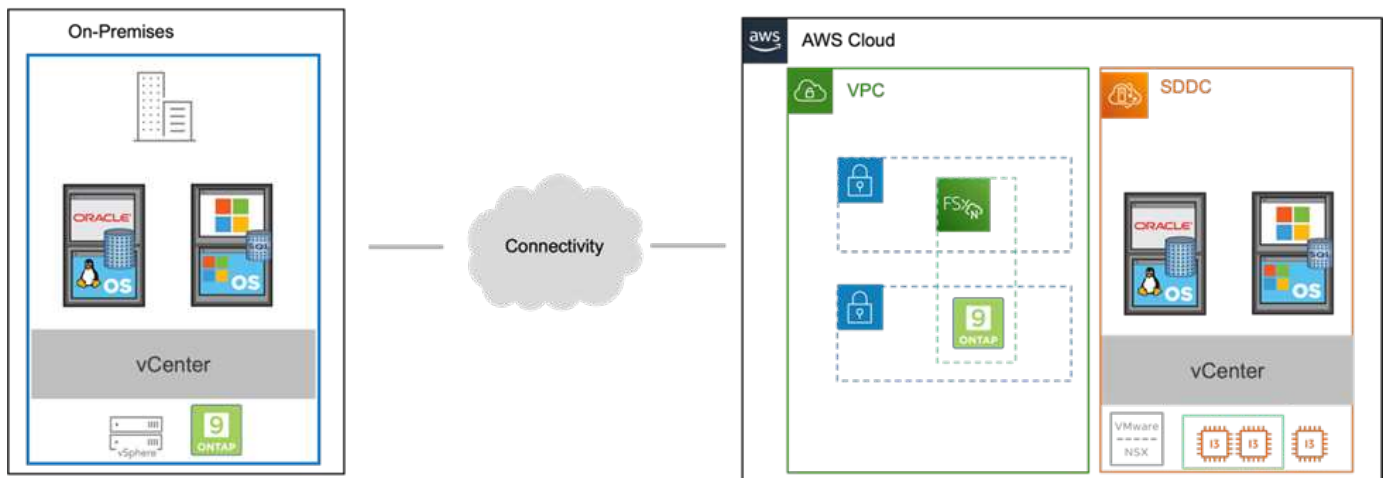 On-Premises
ORACLE
OS
SQL
OS
vCenter
vSphere
9
ONTAP
Connectivity
aws
AWS Cloud
VPC
FSx
N
9
ONTAP
SDDC
ORACLE
OS
SQL
OS
vCenter
VMware
NSX
I3
I3
I3